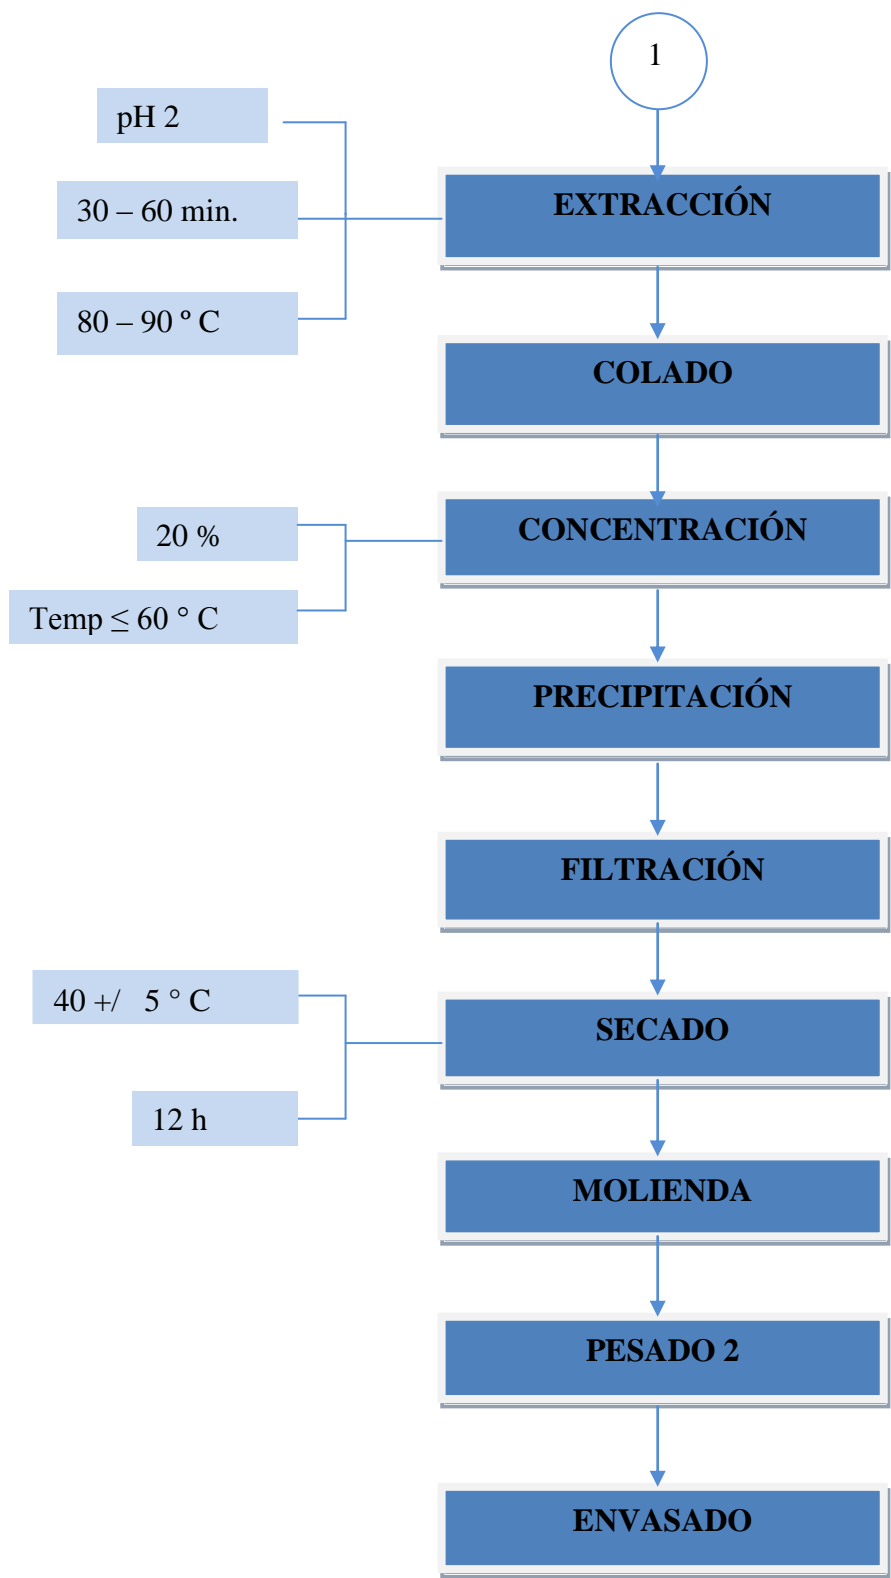 1
pH 2
EXTRACCIÓN
30 – 60 min.
80 – 90 º C
COLADO
CONCENTRACIÓN
20 %
Temp ≤ 60 ° C
PRECIPITACIÓN
FILTRACIÓN
40 +/ 5 ° C
SECADO
12 h
MOLIENDA
PESADO 2
ENVASADO